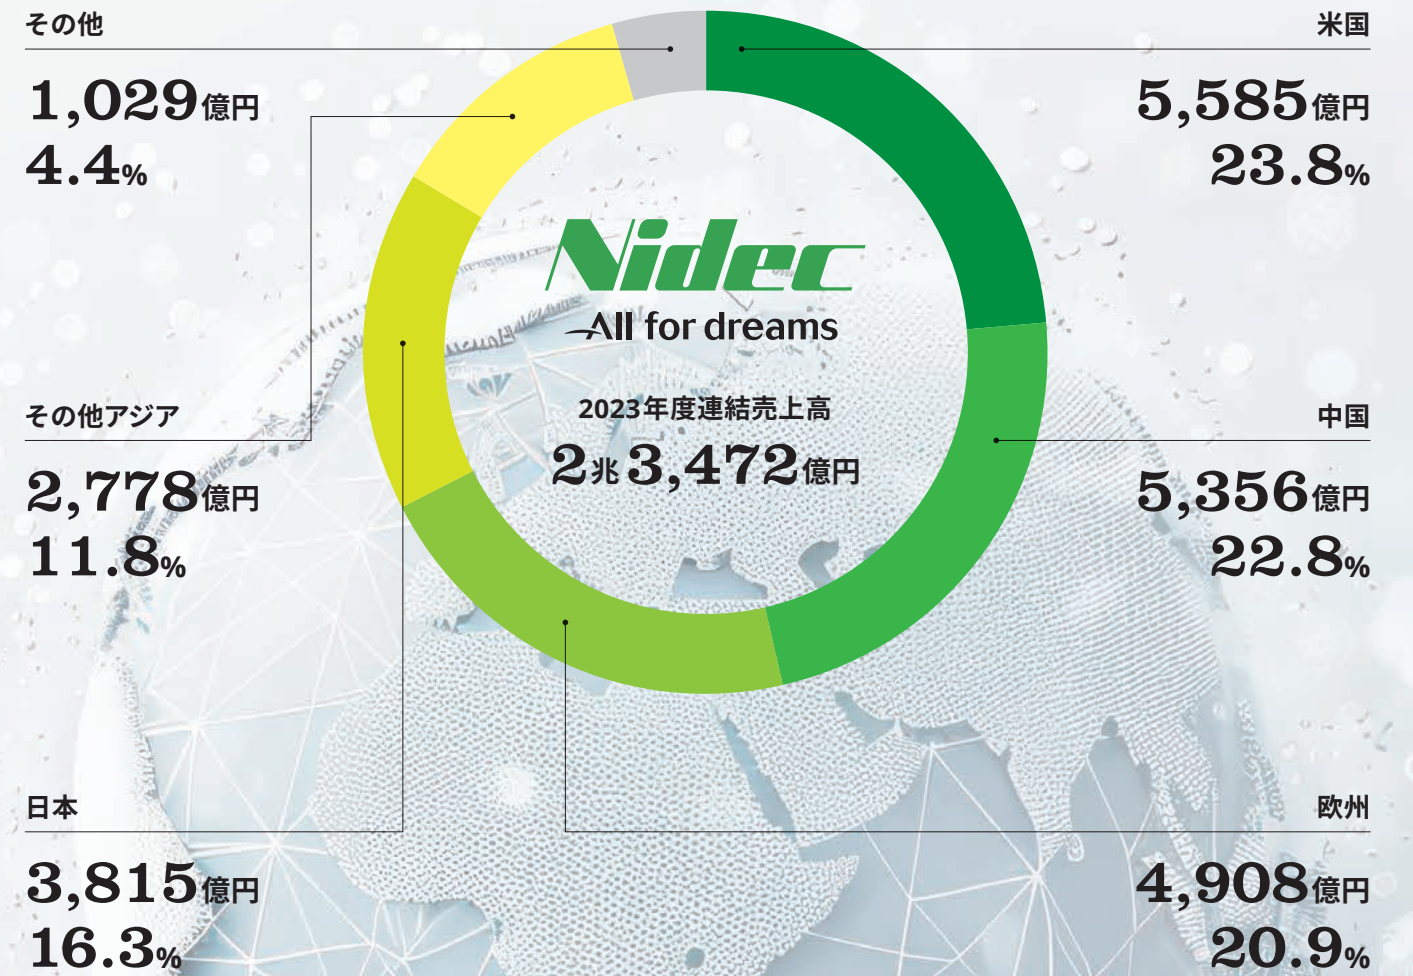 その他
1,029億円
4.4%
米国
5,585億円
23.8%
Nidec
All for dreams
2023年度連結売上高
2兆3,472億円
その他アジア
2,778億円
11.8%
中国
5,356億円
22.8%
日本
3,815億円
16.3%
欧州
4,908億円
20.9%